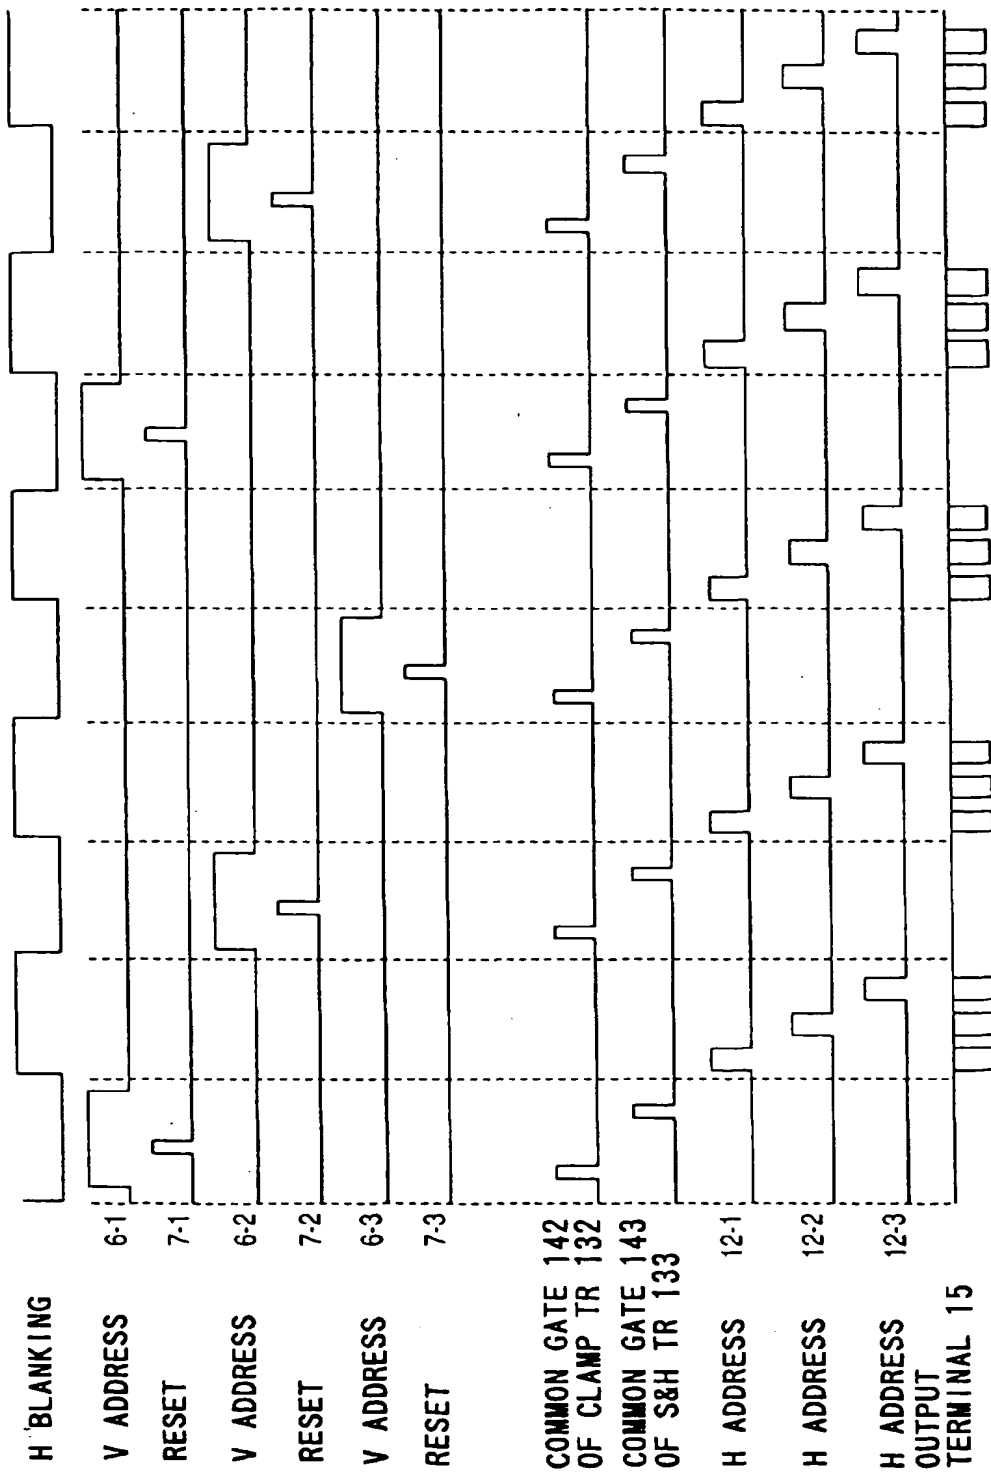 H BLANKING
V ADDRESS 6-1
RESET 7-1
V ADDRESS 6-2
RESET 7-2
V ADDRESS 6-3
RESET 7-3
COMMON GATE 142
OF CLAMP TR 132
COMMON GATE 143
OF S&H TR 133
H ADDRESS 12-1
H ADDRESS 12-2
H ADDRESS 12-3
OUTPUT
TERMINAL 15